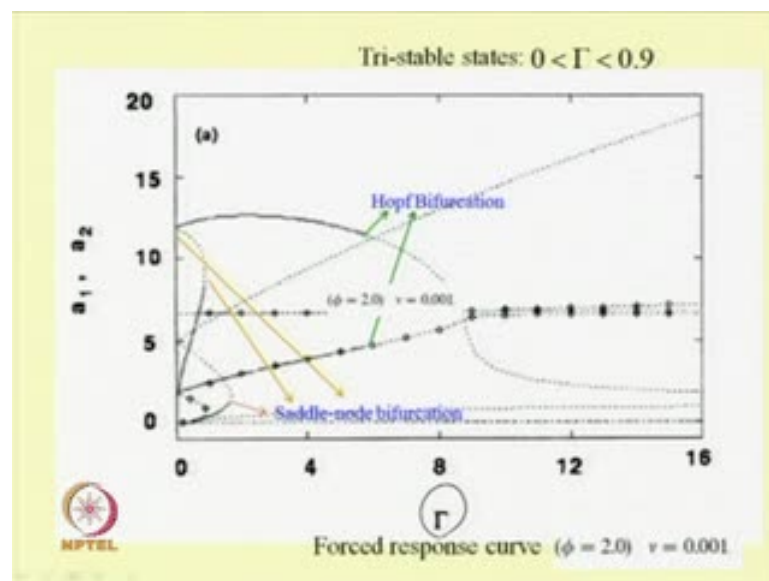 Tri-stable states: 0 < Γ < 0.9
20
(a)
15
Hopf Bifurcation
10
a₁ , a₂
(ϕ = 2.0) ν = 0.001
5
Saddle-node bifurcation
0
0 4 8 12 16
Γ
NPTEL
Forced response curve (ϕ = 2.0) ν = 0.001